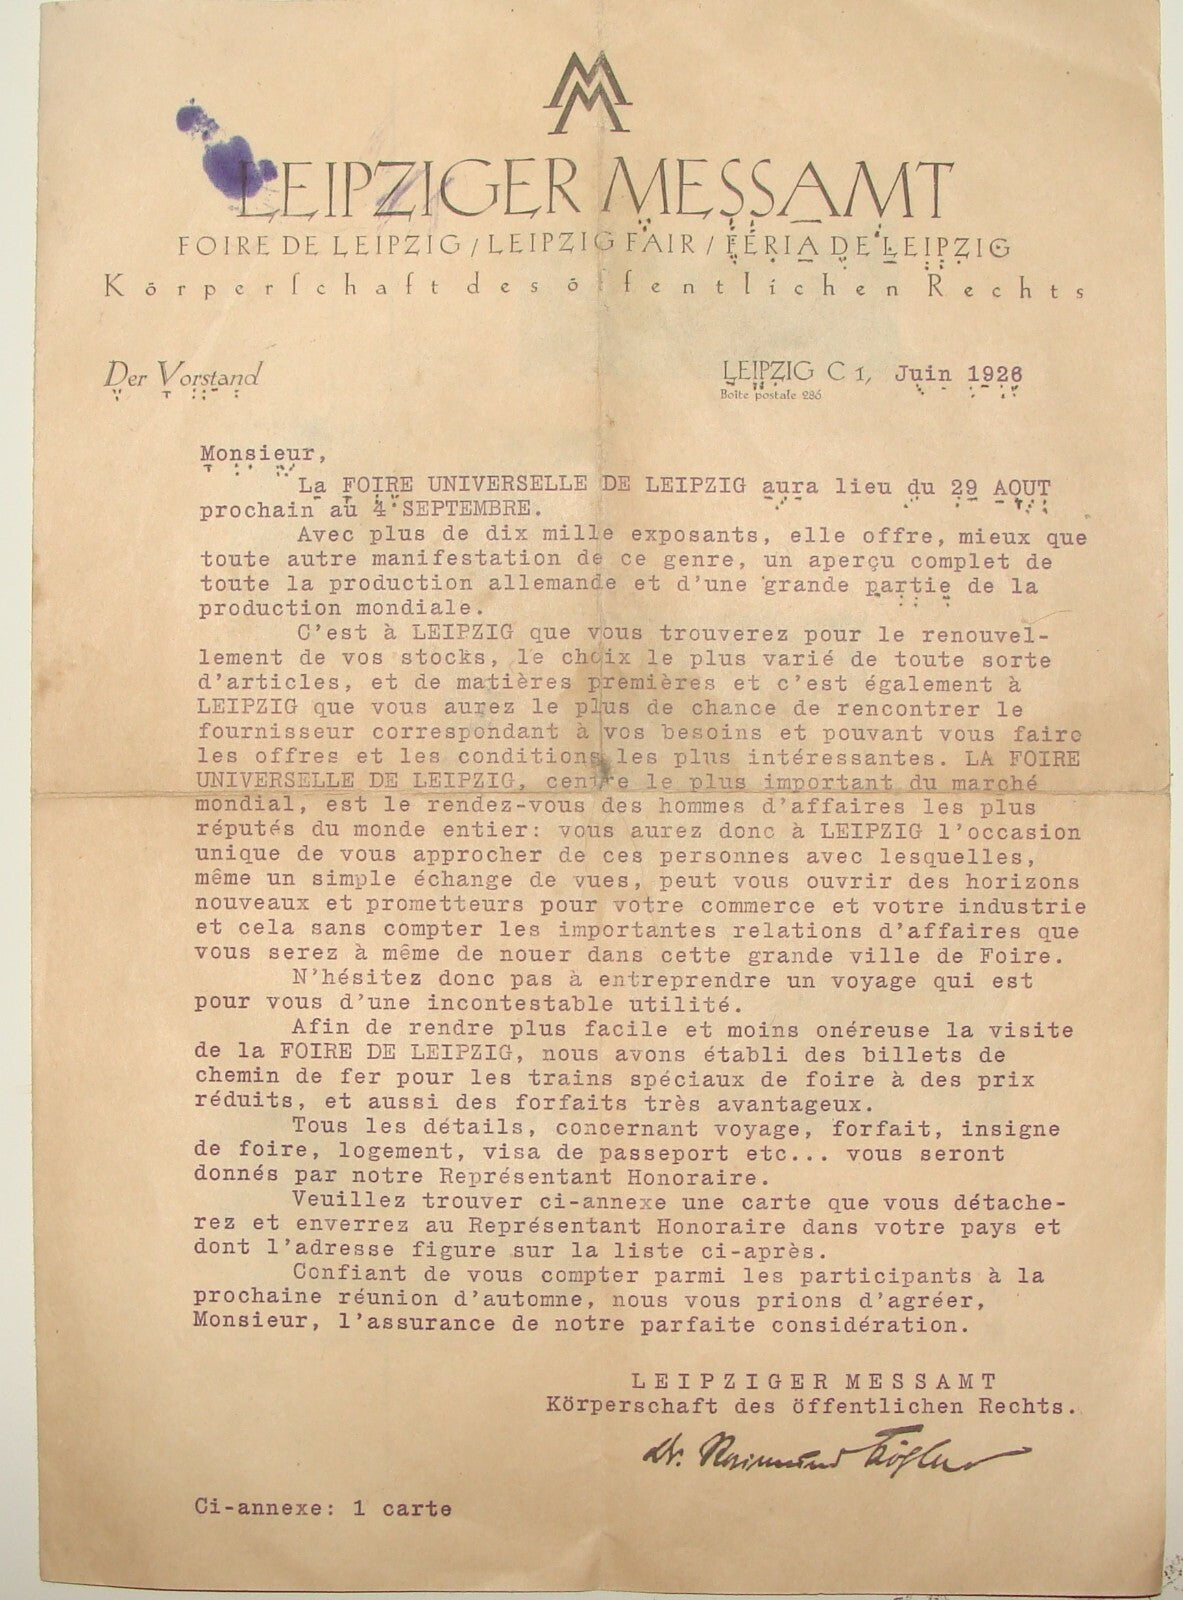 MM
LEIPZIGER MESSAMT
FOIRE DE LEIPZIG / LEIPZIG FAIR / FERIA DE LEIPZIG
Körperſchaft des öffentlichen Rechts
Der Vorstand
LEIPZIG C 1, Juin 1926
Boîte postale 286
Monsieur,
La FOIRE UNIVERSELLE DE LEIPZIG aura lieu du 29 AOUT
prochain au 4 SEPTEMBRE.
Avec plus de dix mille exposants, elle offre, mieux que
toute autre manifestation de ce genre, un aperçu complet de
toute la production allemande et d'une grande partie de la
production mondiale.
C'est à LEIPZIG que vous trouverez pour le renouvel-
lement de vos stocks, le choix le plus varié de toute sorte
d'articles, et de matières premières et c'est également à
LEIPZIG que vous aurez le plus de chance de rencontrer le
fournisseur correspondant à vos besoins et pouvant vous faire
les offres et les conditions les plus intéressantes. LA FOIRE
UNIVERSELLE DE LEIPZIG, centre le plus important du marché
mondial, est le rendez-vous des hommes d'affaires les plus
réputés du monde entier: vous aurez donc à LEIPZIG l'occasion
unique de vous approcher de ces personnes avec lesquelles,
même un simple échange de vues, peut vous ouvrir des horizons
nouveaux et prometteurs pour votre commerce et votre industrie
et cela sans compter les importantes relations d'affaires que
vous serez à même de nouer dans cette grande ville de Foire.
N'hésitez donc pas à entreprendre un voyage qui est
pour vous d'une incontestable utilité.
Afin de rendre plus facile et moins onéreuse la visite
de la FOIRE DE LEIPZIG, nous avons établi des billets de
chemin de fer pour les trains spéciaux de foire à des prix
réduits, et aussi des forfaits très avantageux.
Tous les détails, concernant voyage, forfait, insigne
de foire, logement, visa de passeport etc... vous seront
donnés par notre Représentant Honoraire.
Veuillez trouver ci-annexe une carte que vous détache-
rez et enverrez au Représentant Honoraire dans votre pays et
dont l'adresse figure sur la liste ci-après.
Confiant de vous compter parmi les participants à la
prochaine réunion d'automne, nous vous prions d'agréer,
Monsieur, l'assurance de notre parfaite considération.
LEIPZIGER MESSAMT
Körperschaft des öffentlichen Rechts.
Dr. Raimund Köhler
Ci-annexe: 1 carte